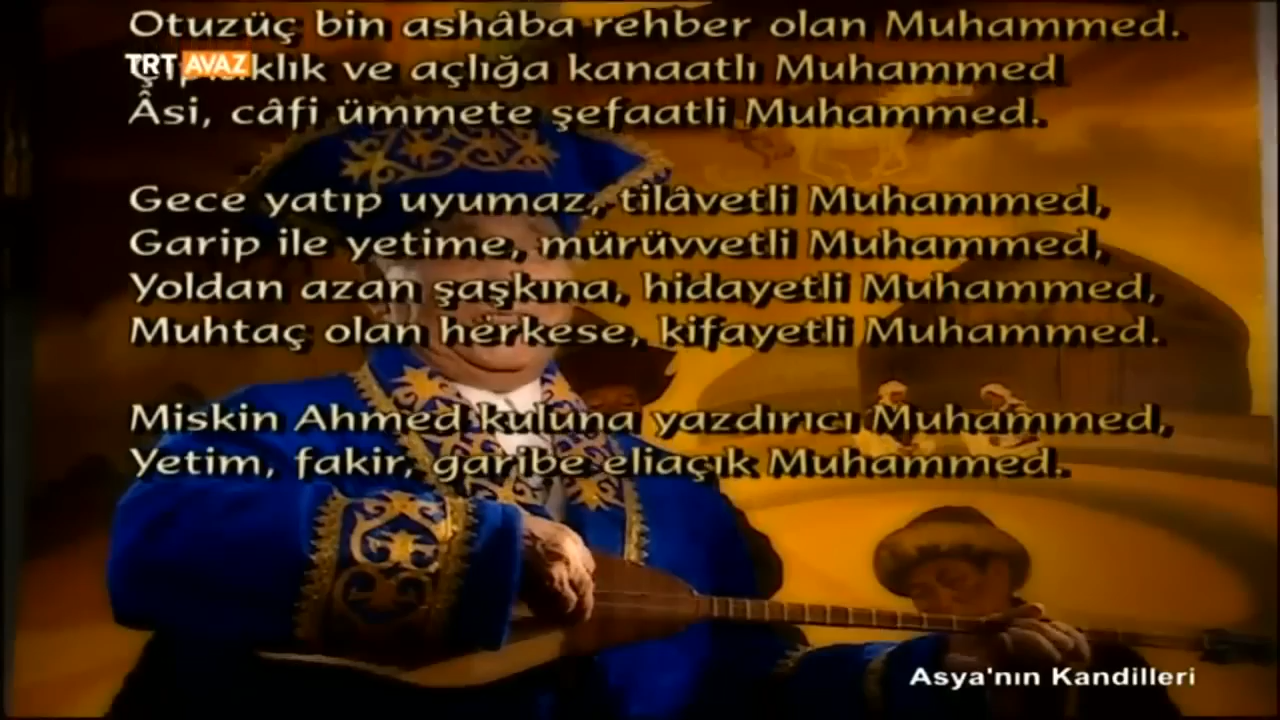 Otuzüç bin ashâba rehber olan Muhammed.
TRT AVAZ
ve açlığa kanaatlı Muhammed
Âsi, câfi ümmete şefaatli Muhammed.
Gece yatıp uyumaz, tilâvetli Muhammed,
Garip ile yetime, mürüvvetli Muhammed,
Yoldan azan şaşkına, hidayetli Muhammed,
Muhtaç olan herkese, kifayetli Muhammed.
Miskin Ahmed kuluna yazdırıcı Muhammed,
Yetim, fakir, garibe eliaçık Muhammed.
Asya'nın Kandilleri